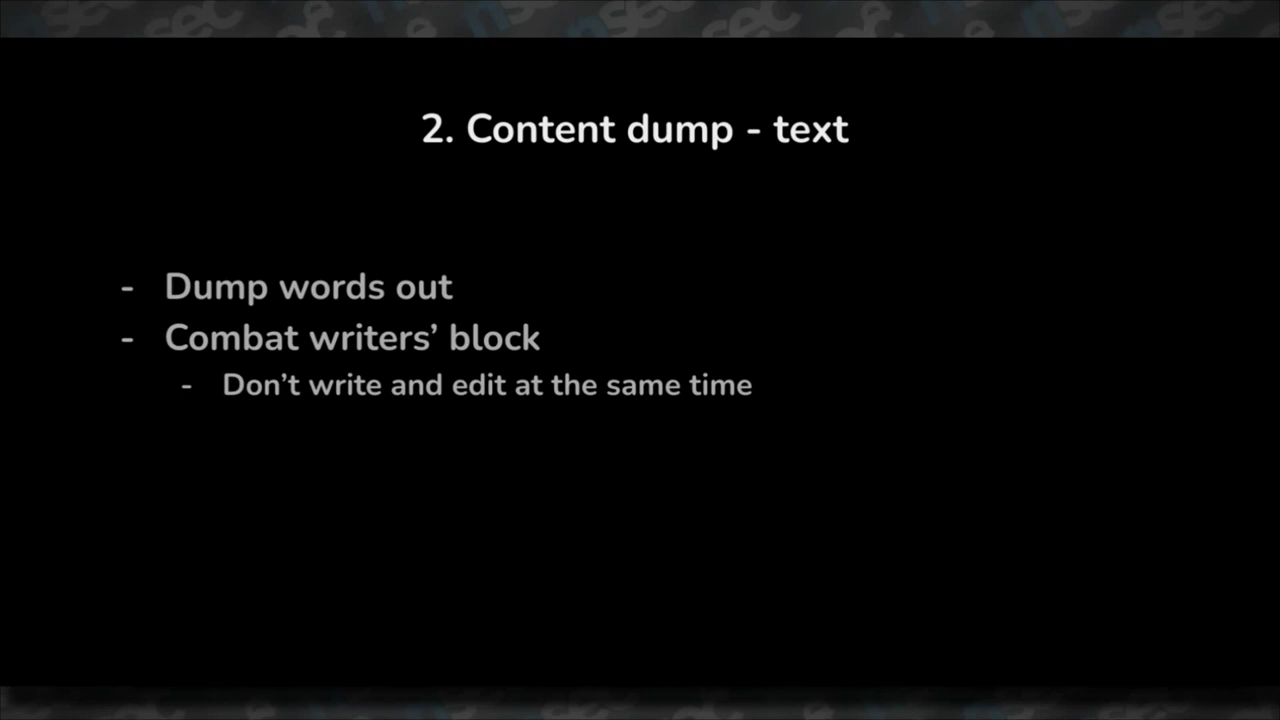 2. Content dump - text
- Dump words out
- Combat writers’ block
- Don’t write and edit at the same time